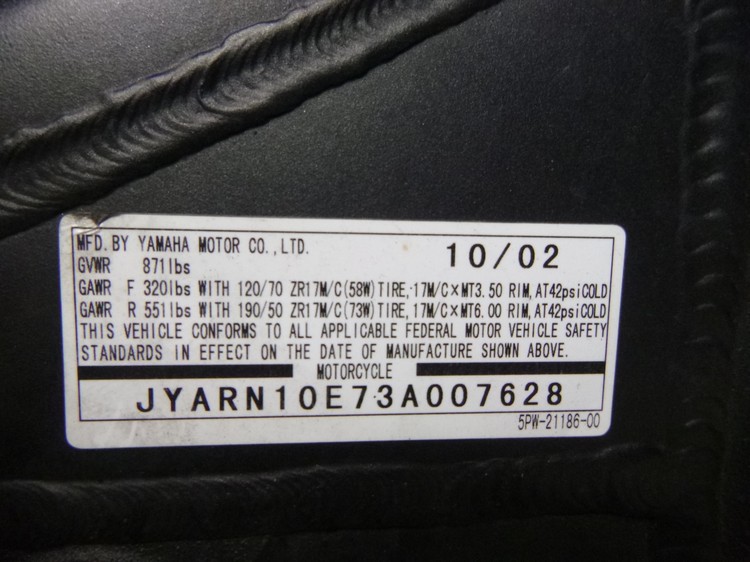 MFD. BY YAMAHA MOTOR CO., LTD. 10/02
GVWR 871lbs
GAWR F 320lbs WITH 120/70 ZR17M/C(58W)TIRE, 17M/C×MT3.50 RIM, AT42psiCOLD
GAWR R 551lbs WITH 190/50 ZR17M/C(73W)TIRE, 17M/C×MT6.00 RIM, AT42psiCOLD
THIS VEHICLE CONFORMS TO ALL APPLICABLE FEDERAL MOTOR VEHICLE SAFETY
STANDARDS IN EFFECT ON THE DATE OF MANUFACTURE SHOWN ABOVE.
MOTORCYCLE
JYARN10E73A007628
5PW-21186-00